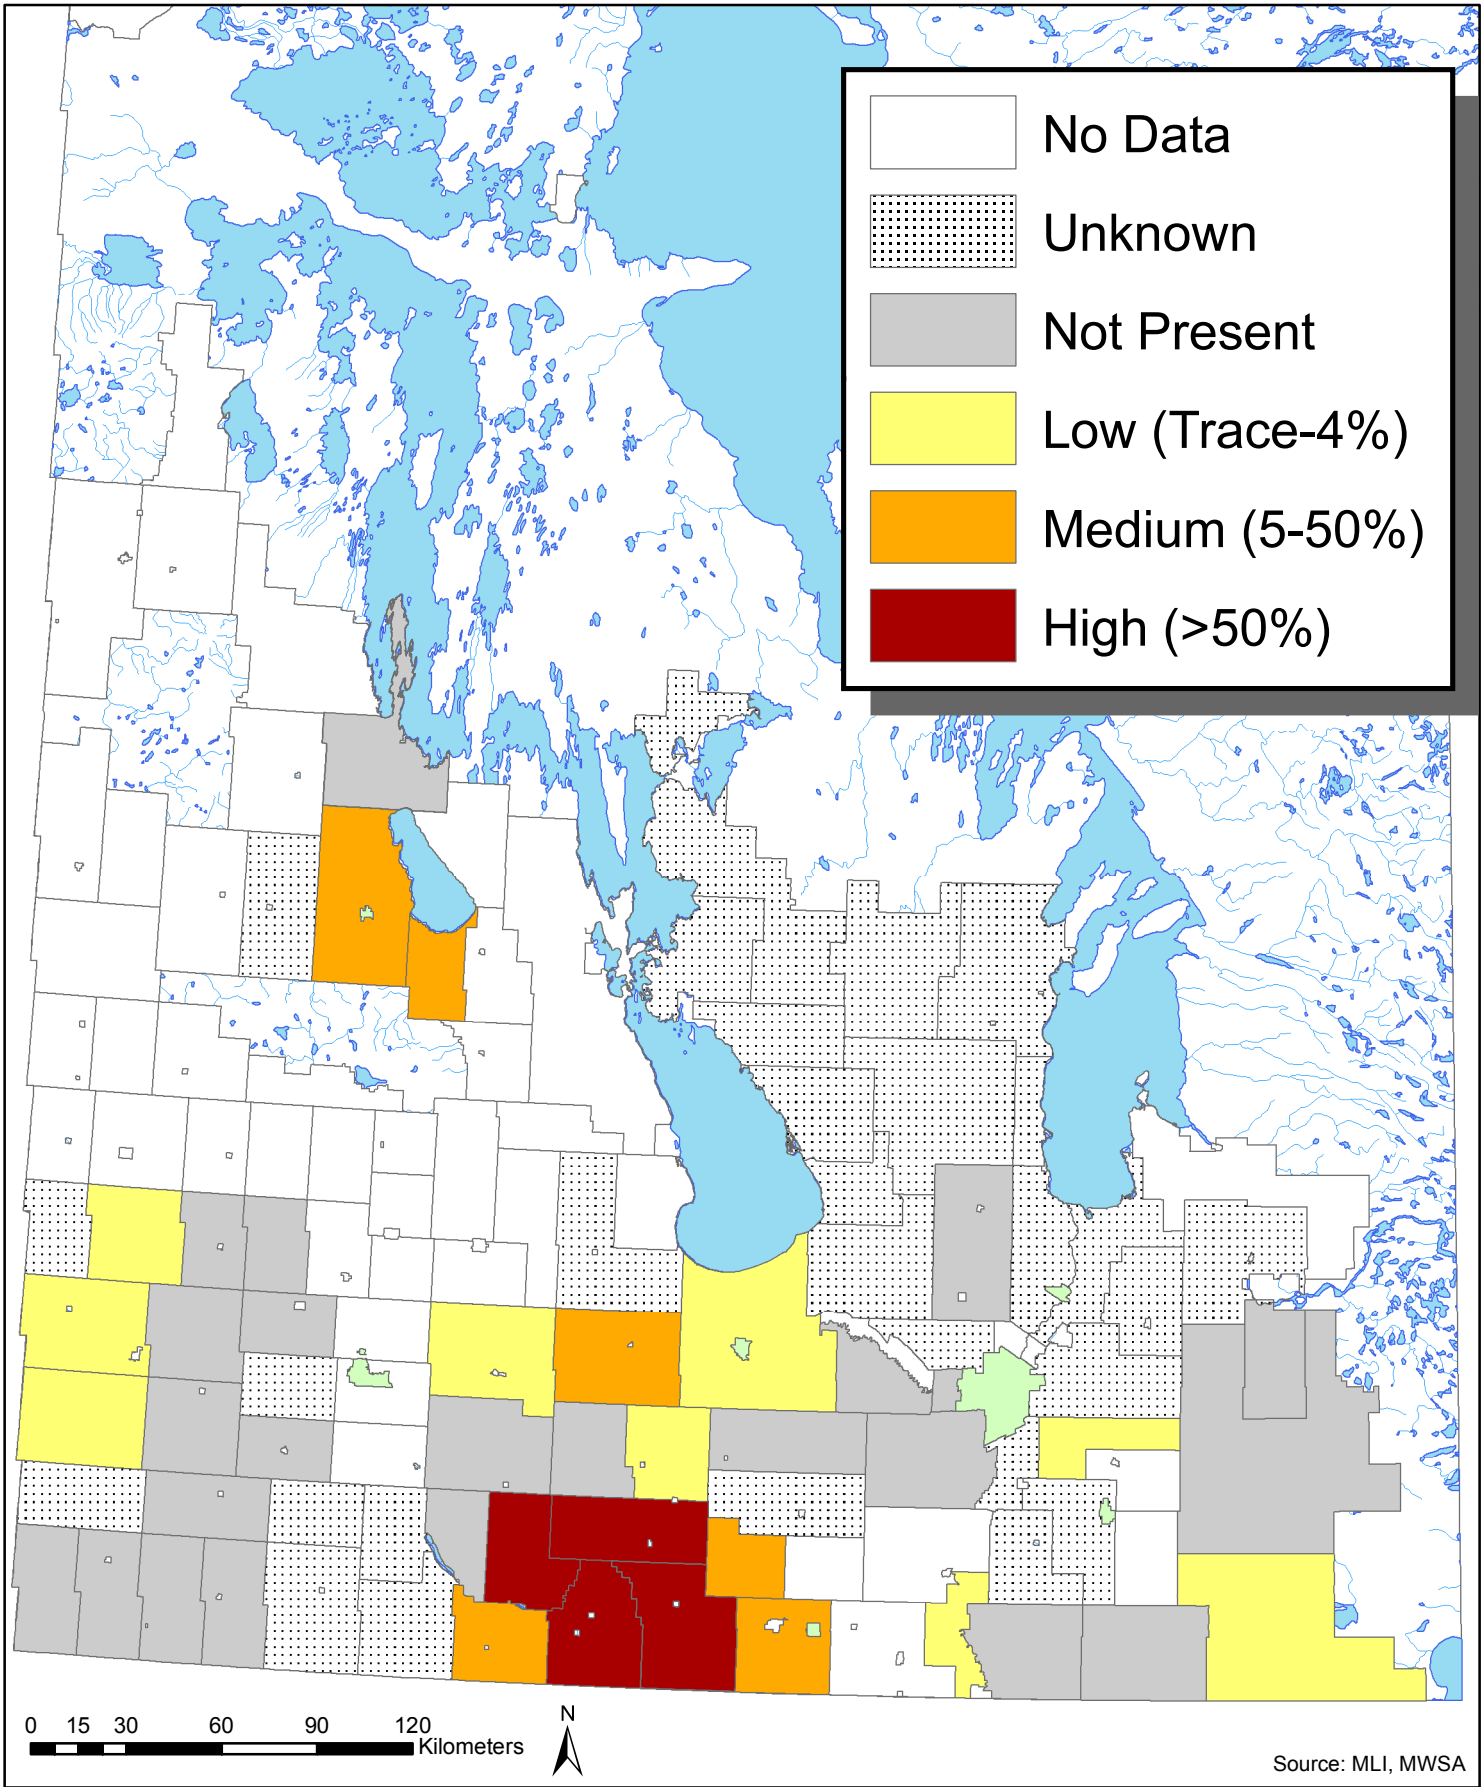 No Data
Unknown
Not Present
Low (Trace-4%)
Medium (5-50%)
High (>50%)
0 15 30 60 90 120
Kilometers
N
Source: MLI, MWSA